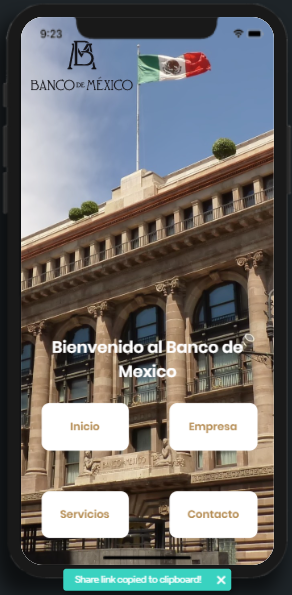 9:23
BM
BANCO DE MÉXICO
Bienvenido al Banco de
Mexico
Inicio
Empresa
Servicios
Contacto
Share link copied to clipboard!